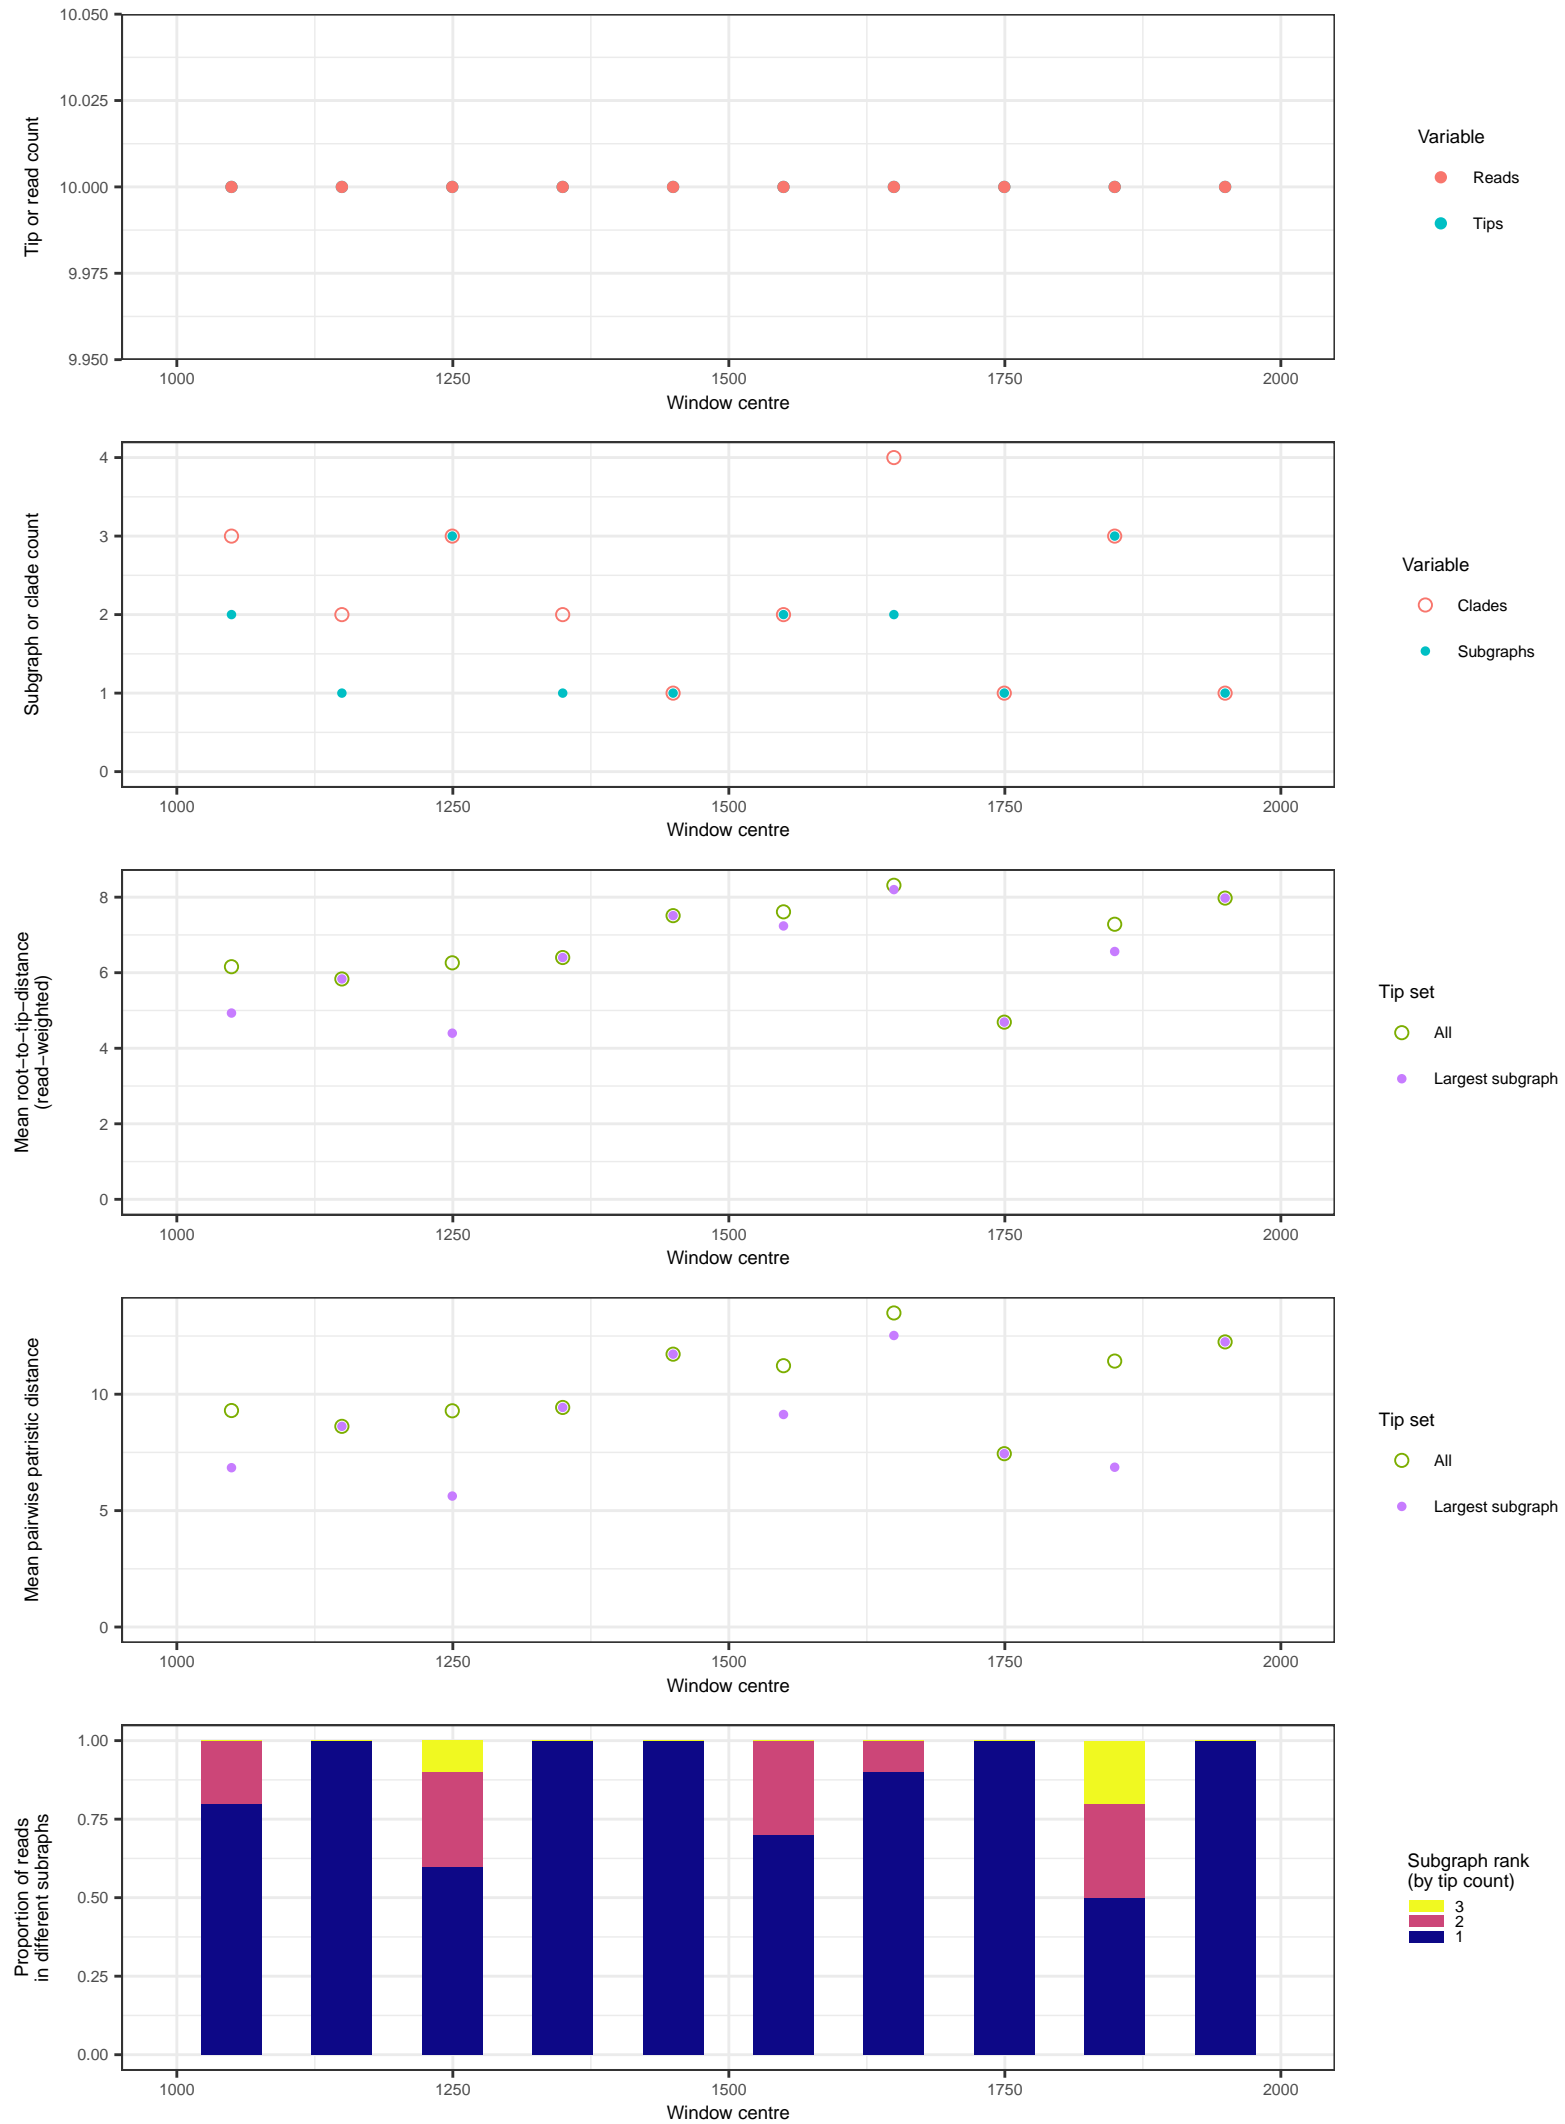 10.050
10.025
10.000
9.975
9.950
Tip or read count
1000 1250 1500 1750 2000
Window centre
Variable
Reads
Tips
4
3
2
1
0
Subgraph or clade count
1000 1250 1500 1750 2000
Window centre
Variable
Clades
Subgraphs
8
6
4
2
0
Mean root−to−tip−distance
(read−weighted)
1000 1250 1500 1750 2000
Window centre
Tip set
All
Largest subgraph
10
5
0
Mean pairwise patristic distance
1000 1250 1500 1750 2000
Window centre
Tip set
All
Largest subgraph
1.00
0.75
0.50
0.25
0.00
Proportion of reads
in different subraphs
1000 1250 1500 1750 2000
Window centre
Subgraph rank
(by tip count)
3
2
1